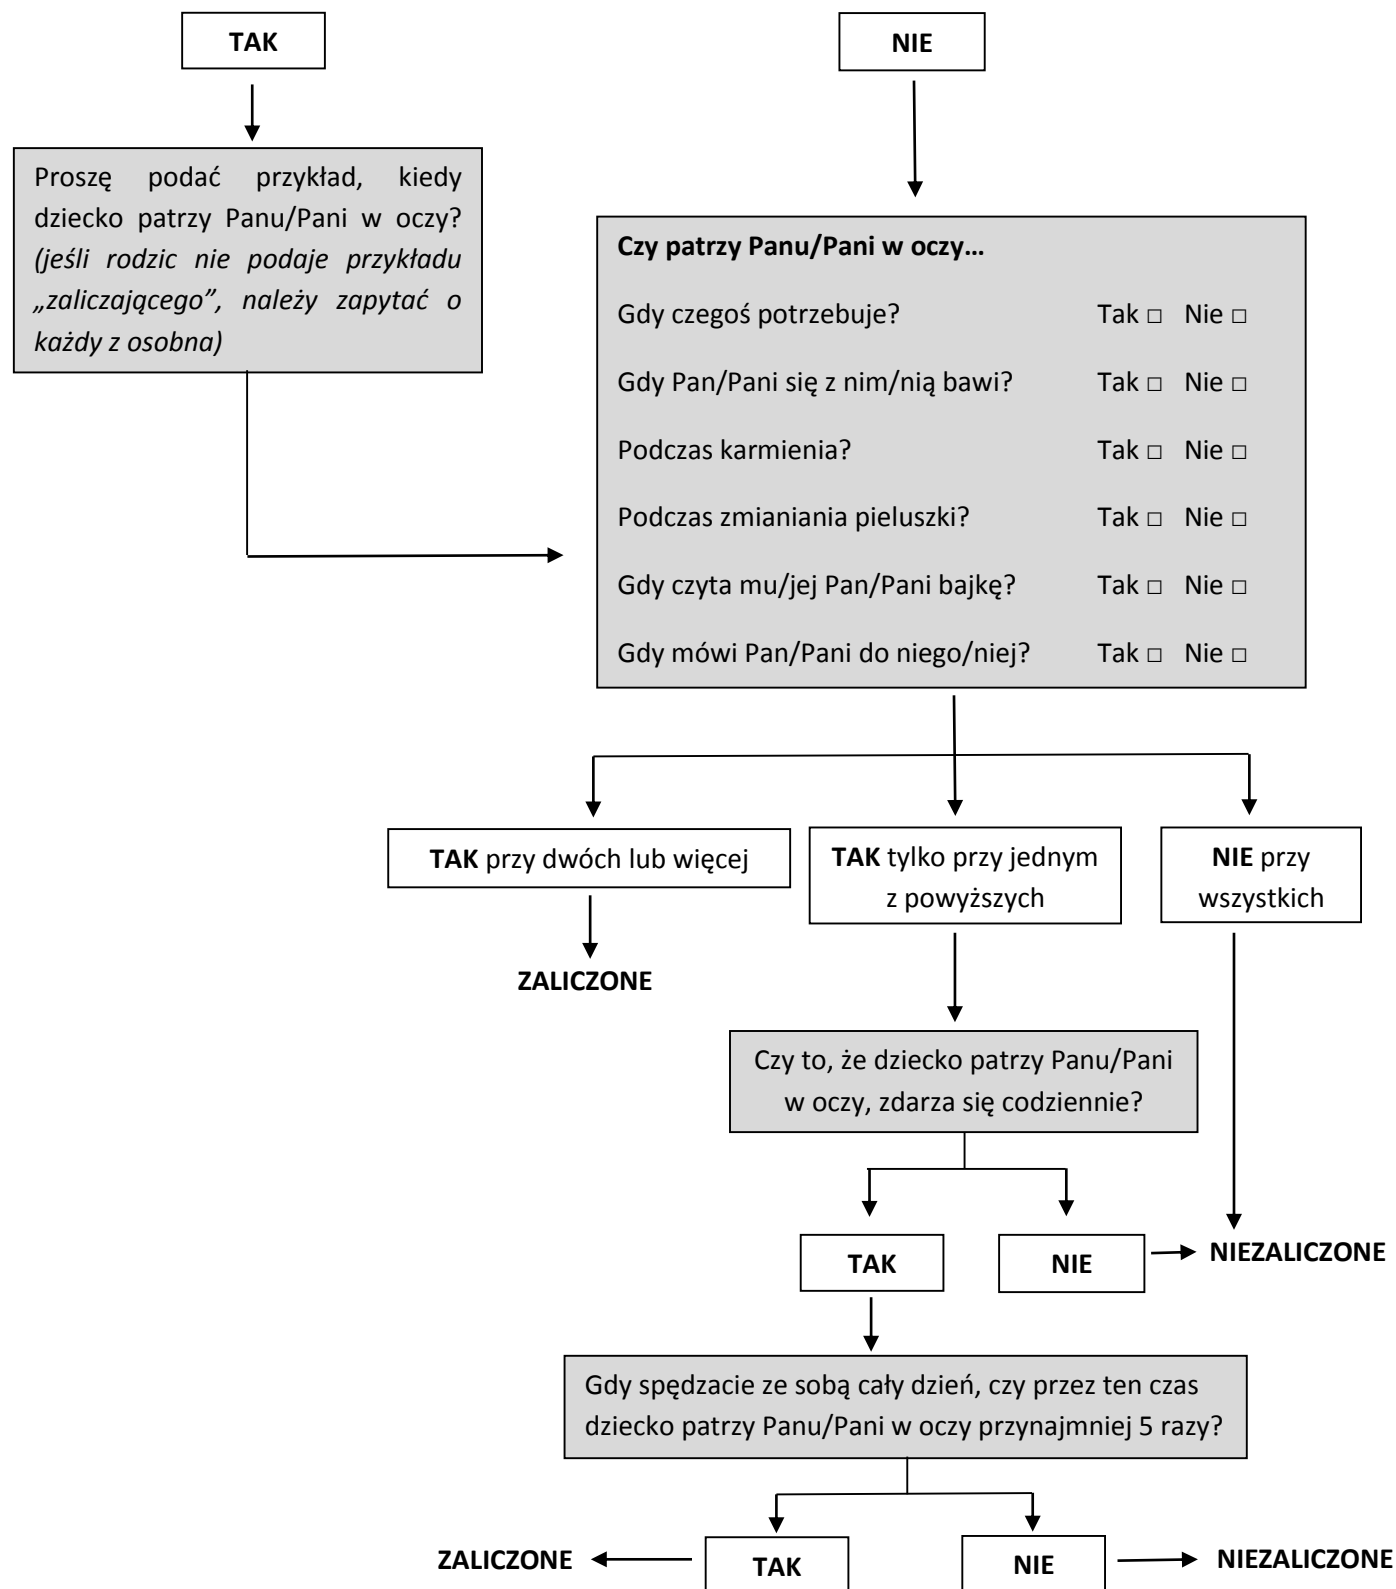 TAK
NIE
Proszę podać przykład, kiedy
dziecko patrzy Panu/Pani w oczy?
(jeśli rodzic nie podaje przykładu
„zaliczającego”, należy zapytać o
każdy z osobna)
Czy patrzy Panu/Pani w oczy…
Gdy czegoś potrzebuje? Tak □ Nie □
Gdy Pan/Pani się z nim/nią bawi? Tak □ Nie □
Podczas karmienia? Tak □ Nie □
Podczas zmianiania pieluszki? Tak □ Nie □
Gdy czyta mu/jej Pan/Pani bajkę? Tak □ Nie □
Gdy mówi Pan/Pani do niego/niej? Tak □ Nie □
TAK przy dwóch lub więcej
TAK tylko przy jednym
z powyższych
NIE przy
wszystkich
ZALICZONE
Czy to, że dziecko patrzy Panu/Pani
w oczy, zdarza się codziennie?
TAK
NIE
NIEZALICZONE
Gdy spędzacie ze sobą cały dzień, czy przez ten czas
dziecko patrzy Panu/Pani w oczy przynajmniej 5 razy?
ZALICZONE
TAK
NIE
NIEZALICZONE